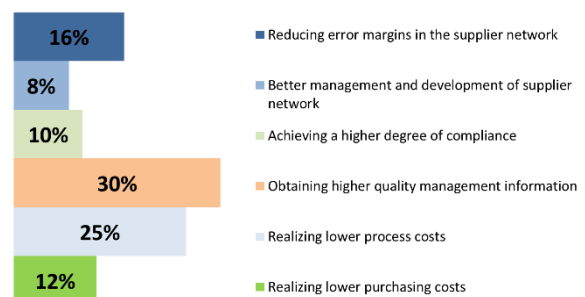 16%
Reducing error margins in the supplier network
8%
Better management and development of supplier
network
10%
Achieving a higher degree of compliance
30%
Obtaining higher quality management information
25%
Realizing lower process costs
12%
Realizing lower purchasing costs